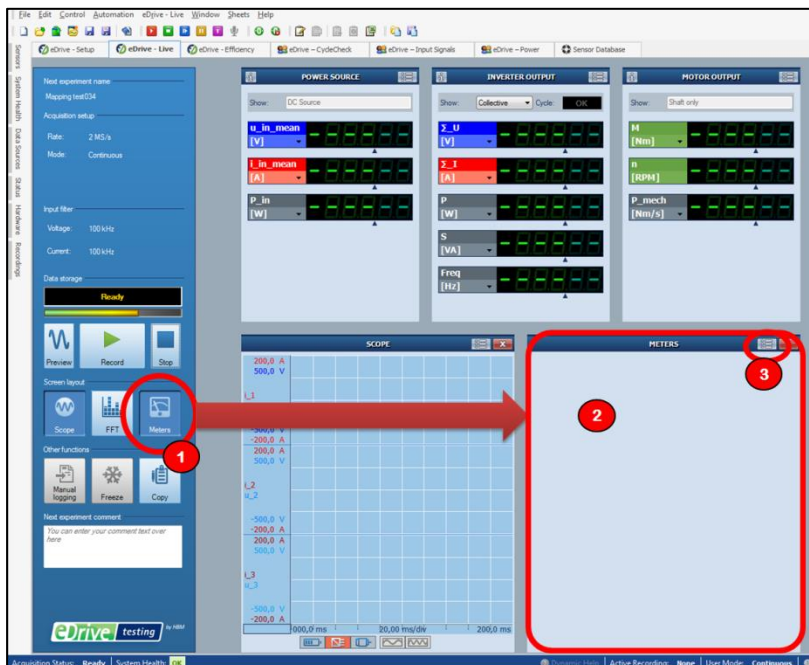 File Edit Control Automation eDrive - Live Window Sheets Help
eDrive - Setup eDrive - Live eDrive - Efficiency eDrive – CycleCheck eDrive – Input Signals eDrive – Power Sensor Database
Sensors
System Health
Data Sources
Status
Hardware
Recordings
Next experiment name
Mapping test034
Acquisition setup
Rate: 2 MS/s
Mode: Continuous
Input filter
Voltage: 100 kHz
Current: 100 kHz
Data storage
Ready
Preview Record Stop
Screen layout
Scope FFT Meters
1
Other functions
Manual logging Freeze Copy
Next experiment comment
You can enter your comment text over
here
eDrive testing by HBM
POWER SOURCE
Show: DC Source
u_in_mean
[V]
i_in_mean
[A]
P_in
[W]
INVERTER OUTPUT
Show: Collective Cycle: OK
Σ_U
[V]
Σ_I
[A]
P
[W]
S
[VA]
Freq
[Hz]
MOTOR OUTPUT
Show: Shaft only
M
[Nm]
n
[RPM]
P_mech
[Nm/s]
SCOPE
200,0 A
500,0 V
i_1
-500,0 V
-200,0 A
200,0 A
500,0 V
i_2
u_2
-500,0 V
-200,0 A
200,0 A
500,0 V
i_3
u_3
-500,0 V
-200,0 A
20,00 ms/div 200,0 ms
METERS
3
2
Acquisition Status: Ready System Health: OK Dynamic Help Active Recording: None User Mode: Continuous